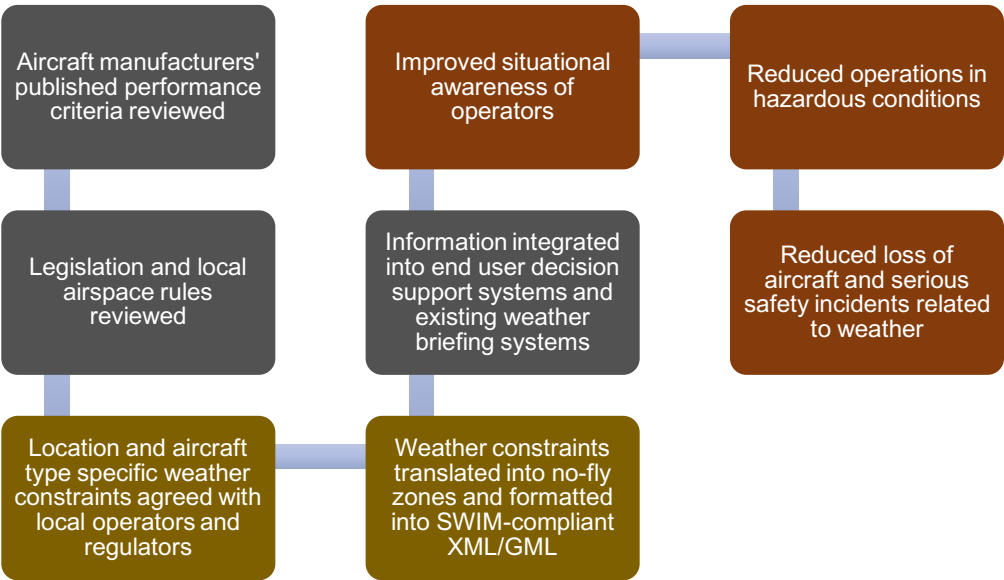 Aircraft manufacturers'
published performance
criteria reviewed
Legislation and local
airspace rules
reviewed
Location and aircraft
type specific weather
constraints agreed with
local operators and
regulators
Weather constraints
translated into no-fly
zones and formatted
into SWIM-compliant
XML/GML
Information integrated
into end user decision
support systems and
existing weather
briefing systems
Improved situational
awareness of
operators
Reduced operations in
hazardous conditions
Reduced loss of
aircraft and serious
safety incidents related
to weather